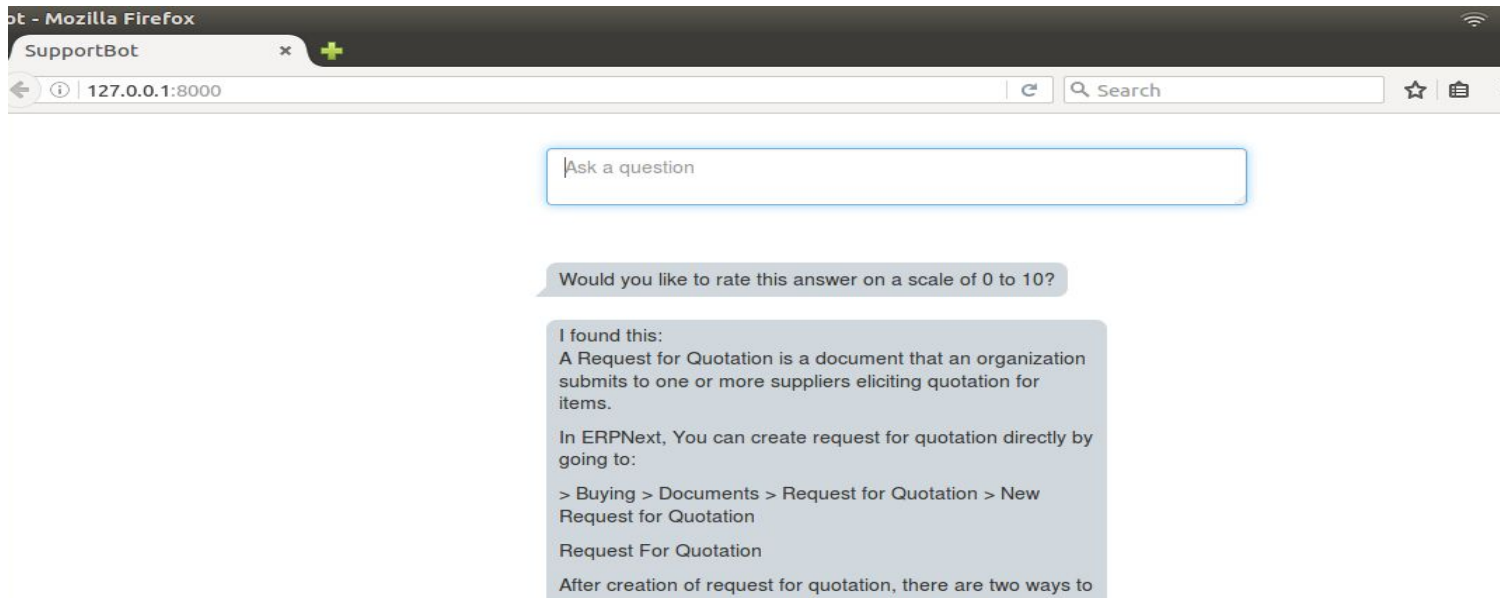 ot - Mozilla Firefox
SupportBot
127.0.0.1:8000
Search
Ask a question
Would you like to rate this answer on a scale of 0 to 10?
I found this:
A Request for Quotation is a document that an organization
submits to one or more suppliers eliciting quotation for
items.
In ERPNext, You can create request for quotation directly by
going to:
> Buying > Documents > Request for Quotation > New
Request for Quotation
Request For Quotation
After creation of request for quotation, there are two ways to